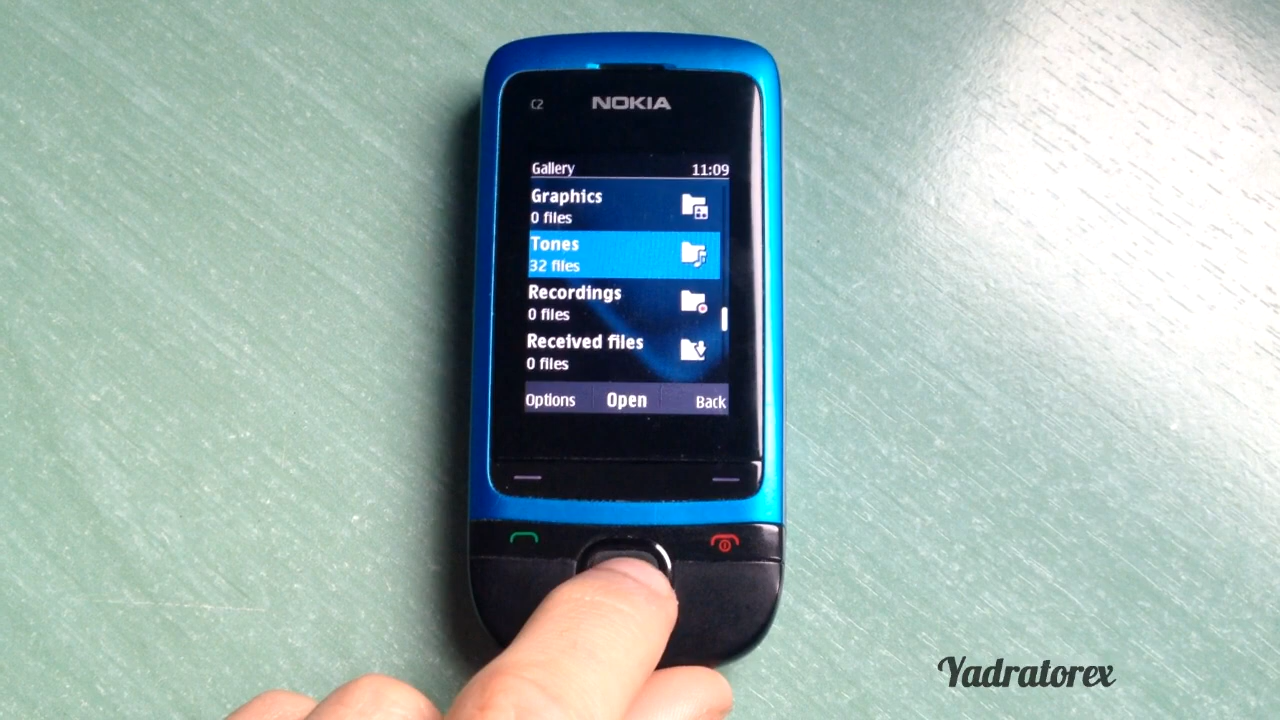 C2 NOKIA
Gallery 11:09
Graphics
0 files
Tones
32 files
Recordings
0 files
Received files
0 files
Options Open Back
Yadratorex